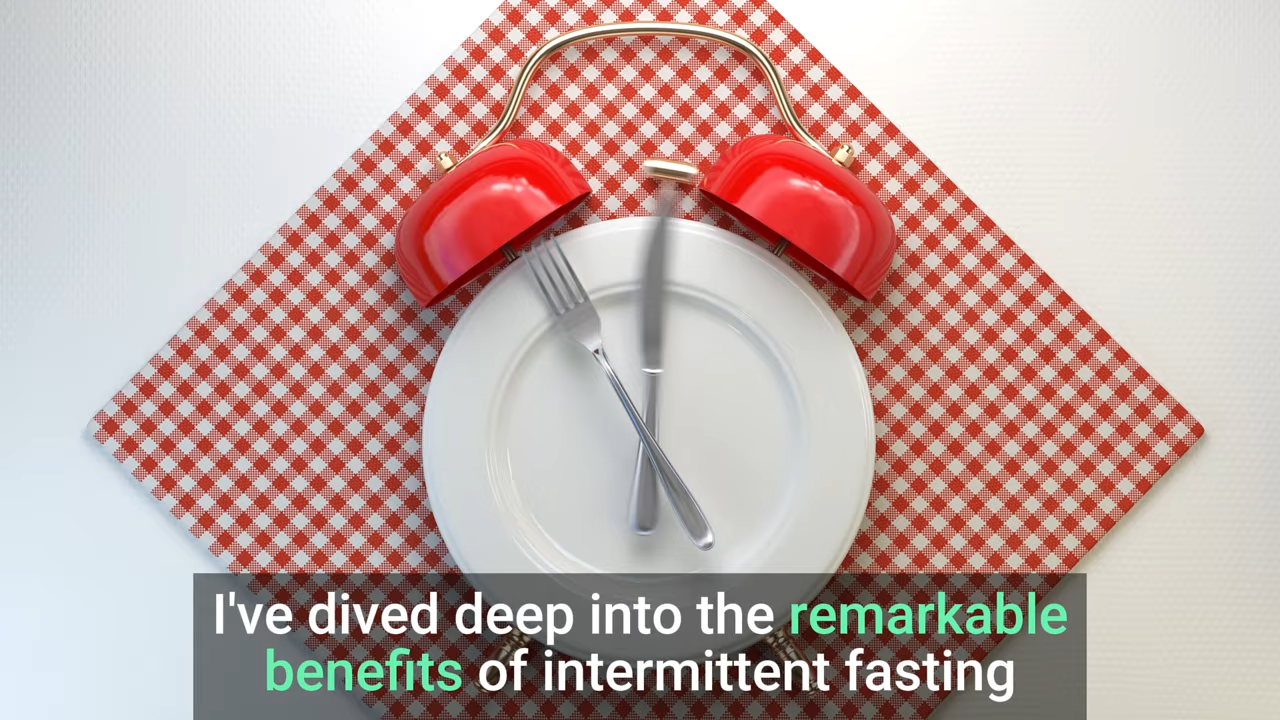 I've dived deep into the remarkable
benefits of intermittent fasting